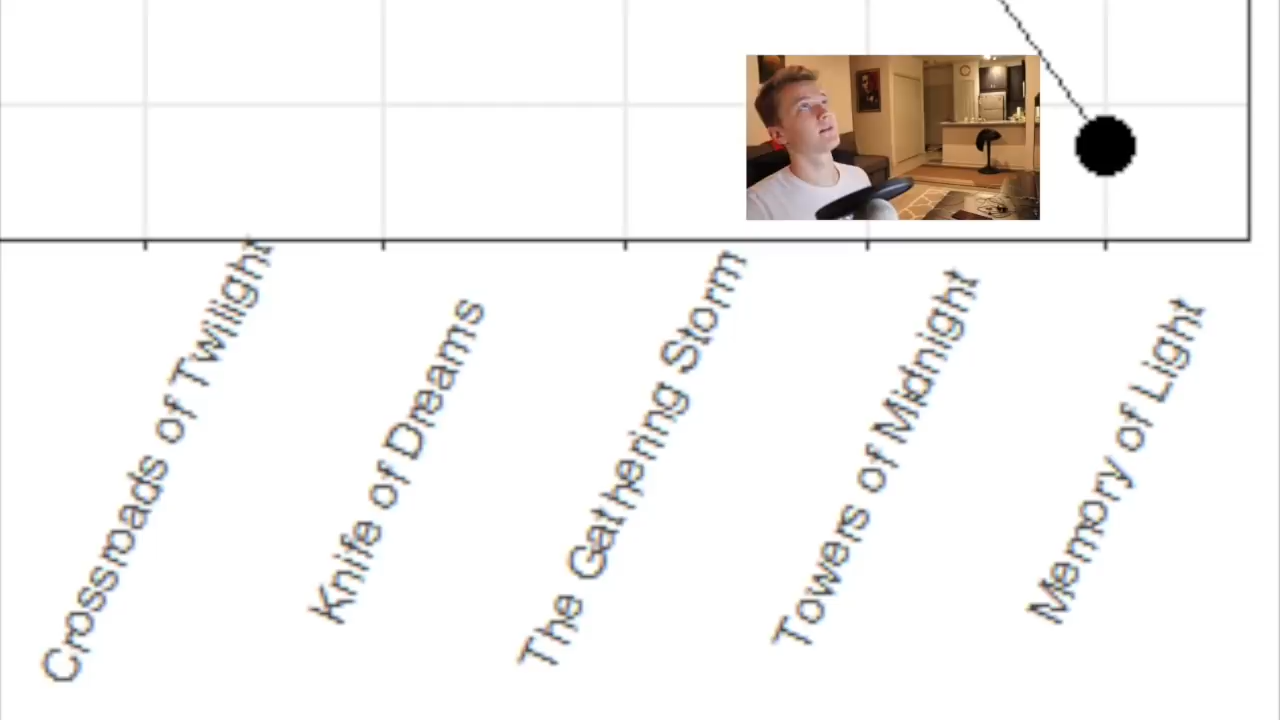 Crossroads of Twilight
Knife of Dreams
The Gathering Storm
Towers of Midnight
Memory of Light